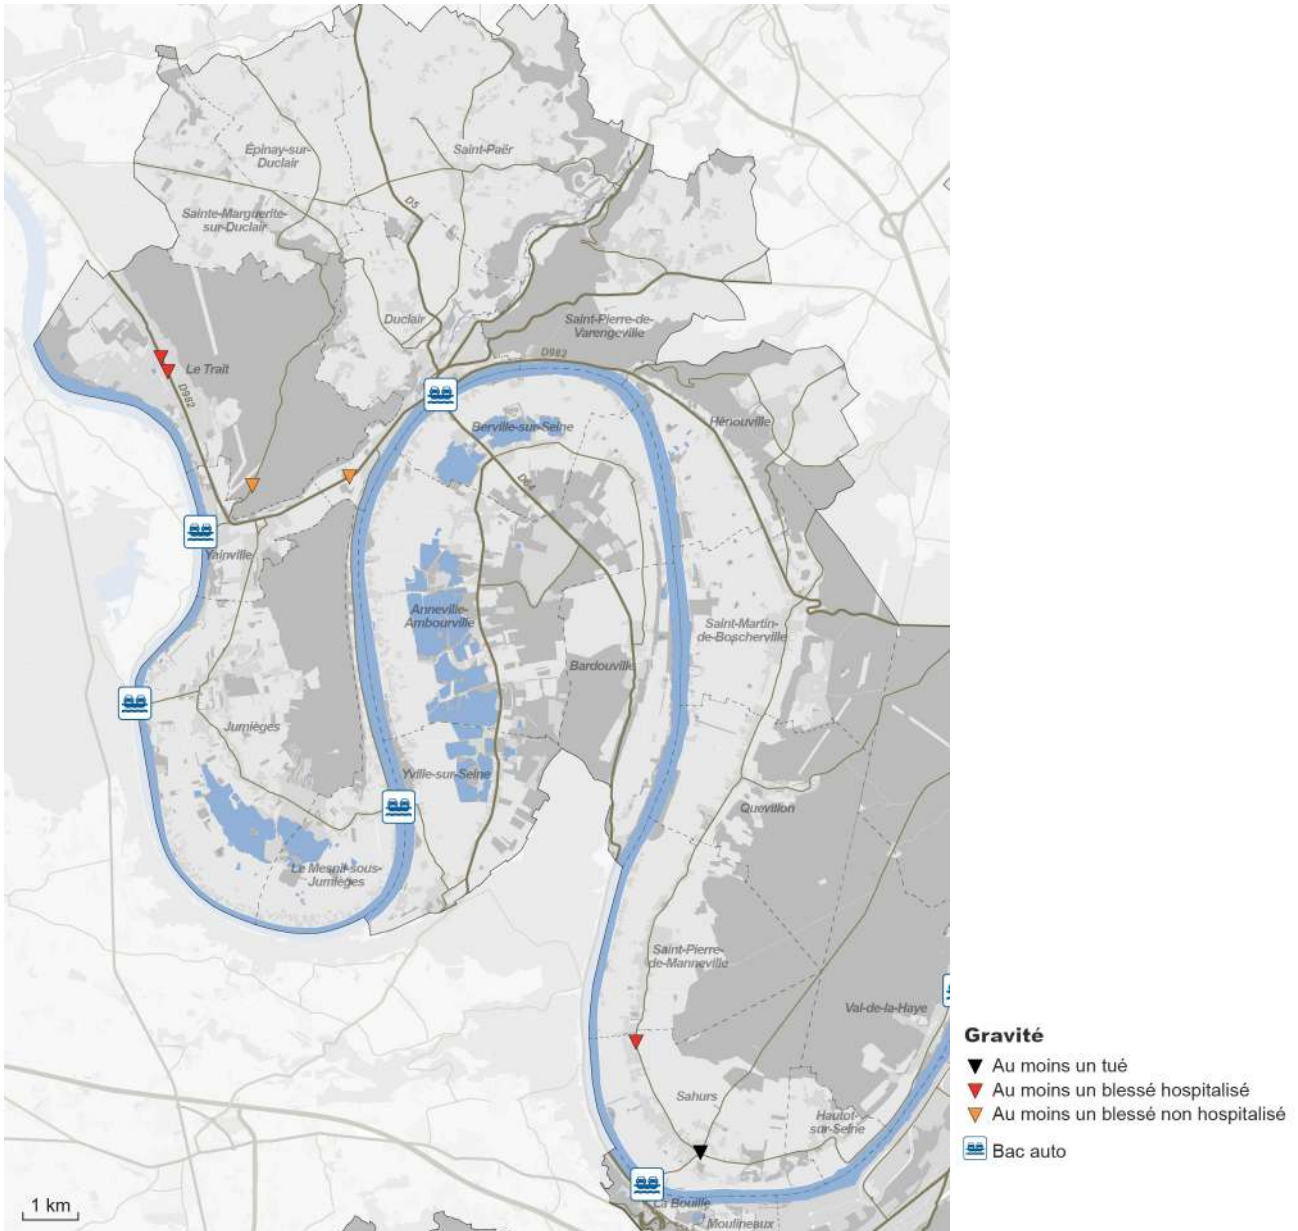 Épinay-sur-
Duclair
Saint-Paër
D5
Sainte-Marguerite-
sur-Duclair
Duclair
Saint-Pierre-de-
Varengeville
D982
Le Trait
D982
Hénouville
Berville-sur-Seine
D64
Yainville
Anneville-
Ambourville
Saint-Martin-
de-Boscherville
Bardouville
Jumièges
Yville-sur-Seine
Quevillon
Le Mesnil-sous-
Jumièges
Saint-Pierre-
de-Manneville
Val-de-la-Haye
Sahurs
Hautot-
sur-Seine
La Bouille
Moulineaux
1 km
Gravité
Au moins un tué
Au moins un blessé hospitalisé
Au moins un blessé non hospitalisé
Bac auto